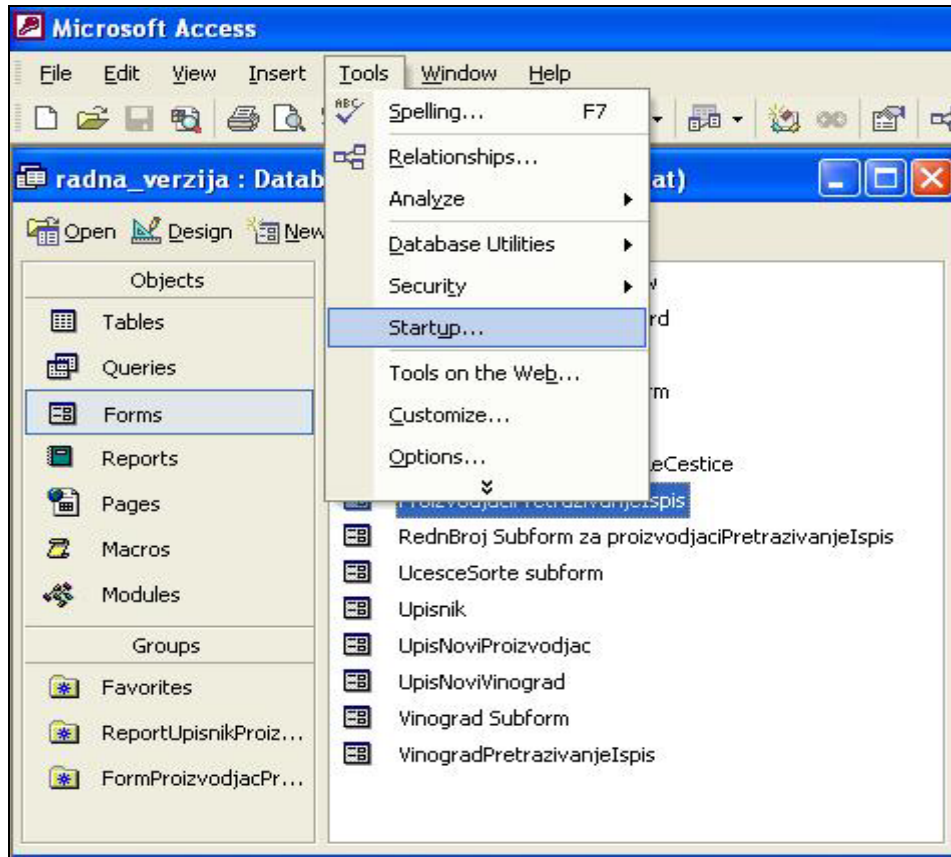 Microsoft Access
File Edit View Insert Tools Window Help
ABC
Spelling... F7
Relationships...
radna_verzija : Datab at)
Analyze
Open Design New
Database Utilities
Objects
Security
Tables
Startup... rd
Queries
Tools on the Web...
m
Forms
Customize...
Reports
Options... eCestice
Pages
ProizvodjaciPretrazivanjeIspis
RednBroj Subform za proizvodjaciPretrazivanjeIspis
Macros
UcesceSorte subform
Modules
Upisnik
Groups
UpisNoviProizvodjac
Favorites
UpisNoviVinograd
ReportUpisnikProiz...
Vinograd Subform
VinogradPretrazivanjeIspis
FormProizvodjacPr...